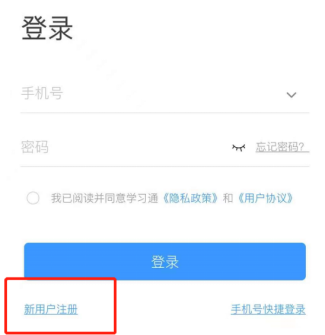 登录
手机号
密码 忘记密码?
我已阅读并同意学习通《隐私政策》和《用户协议》
登录
新用户注册 手机号快捷登录